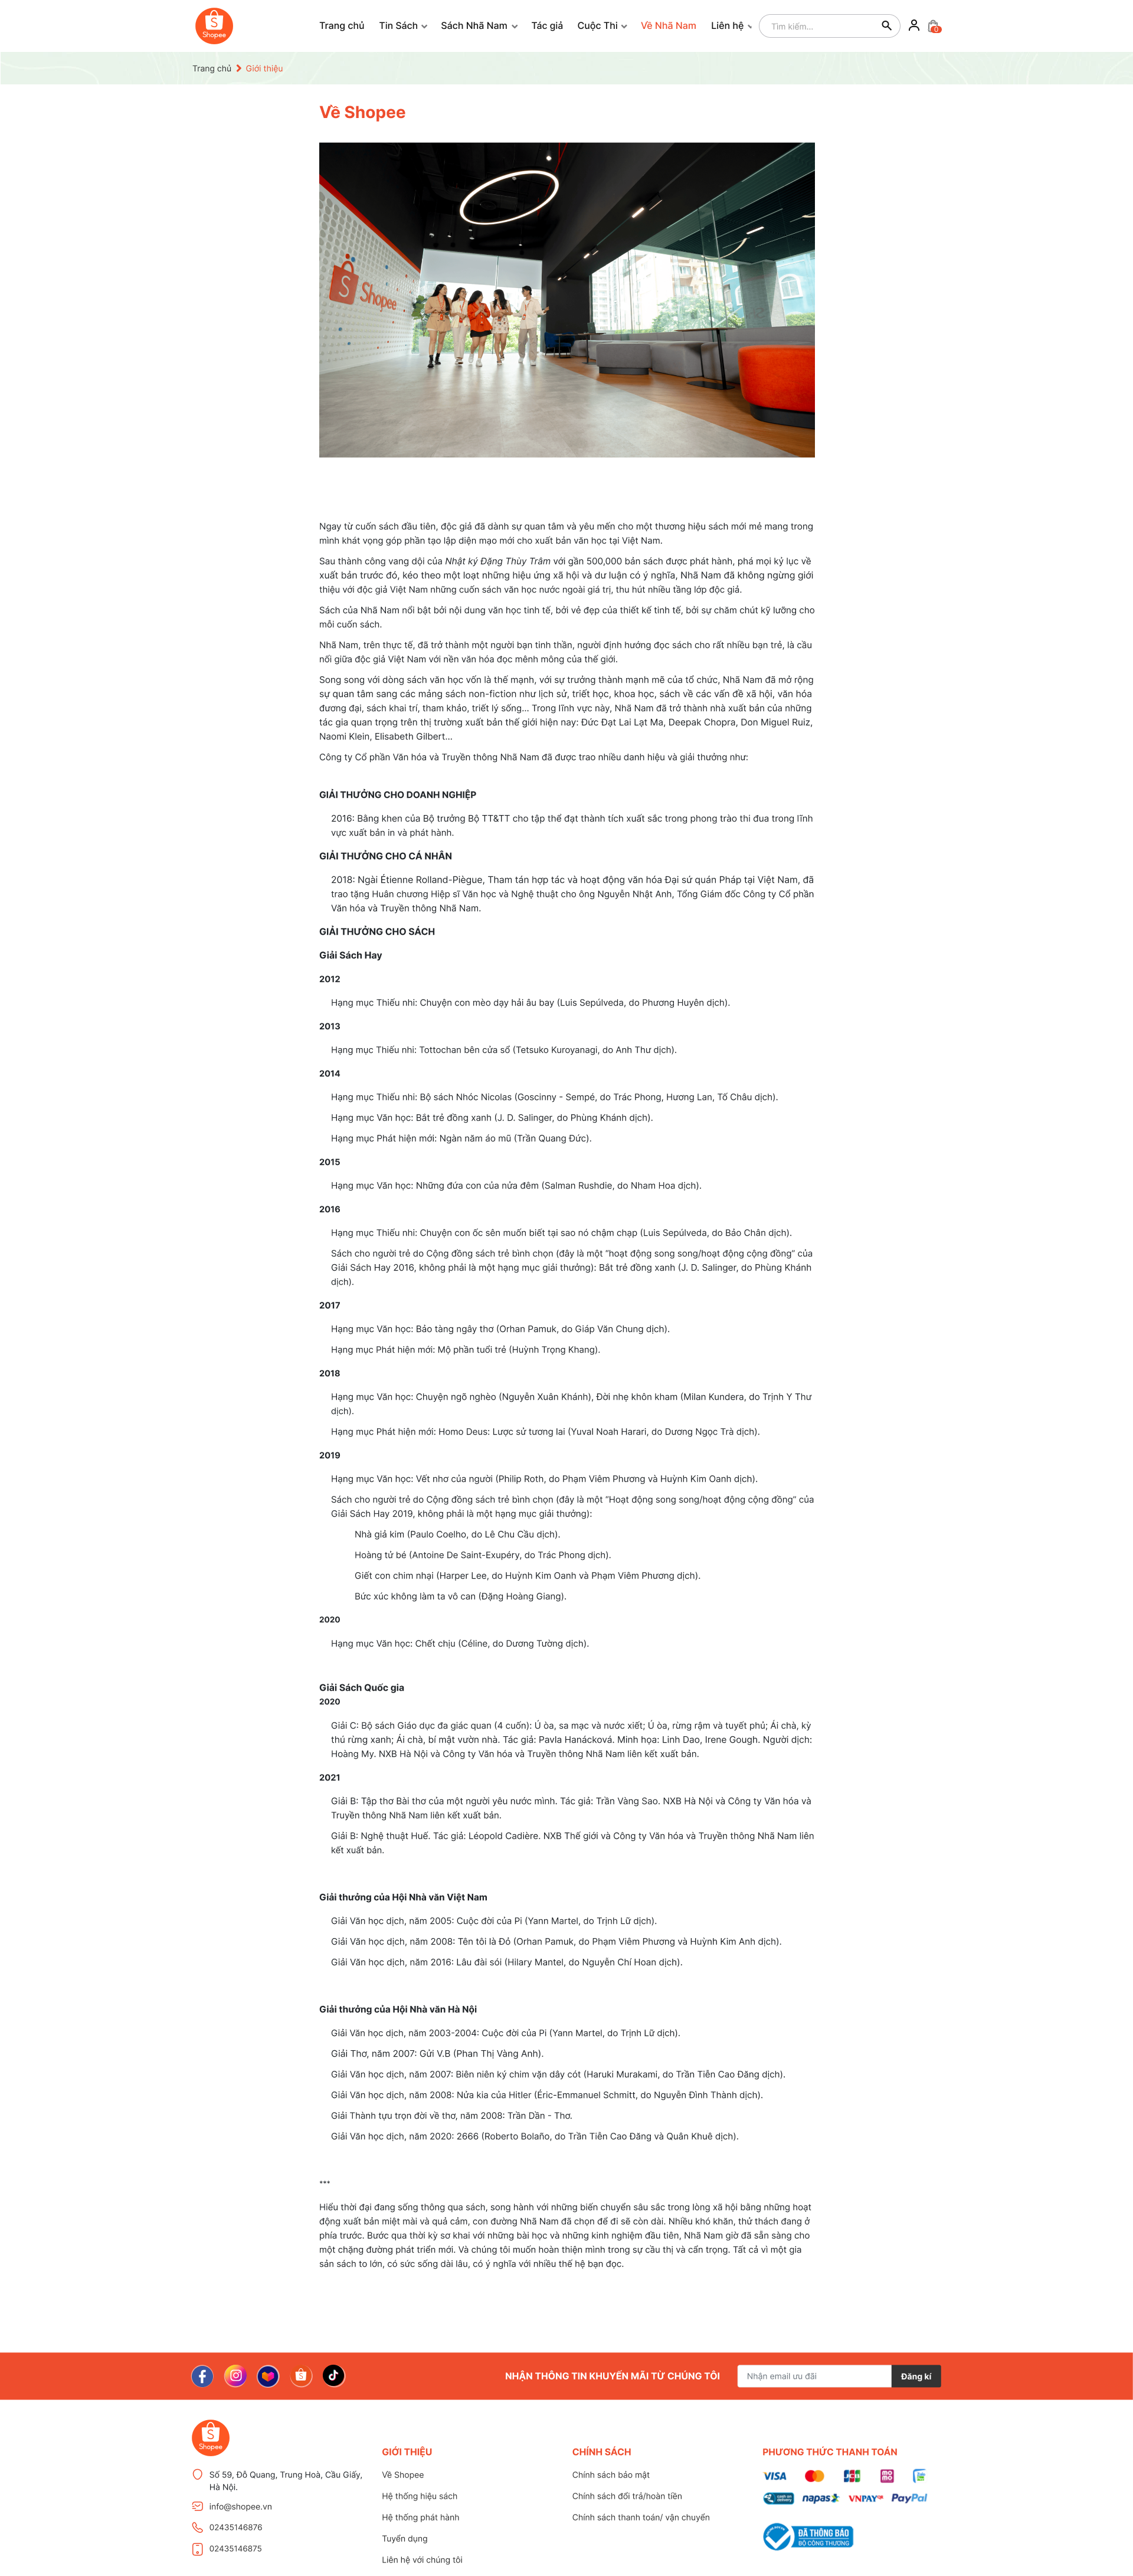 Shopee
Trang chủ Tin Sách Sách Nhã Nam Tác giả Cuộc Thi Về Nhã Nam Liên hệ Tìm kiếm... 0
Trang chủ Giới thiệu
Về Shopee
Shopee
Ngay từ cuốn sách đầu tiên, độc giả đã dành sự quan tâm và yêu mến cho một thương hiệu sách mới mẻ mang trong
mình khát vọng góp phần tạo lập diện mạo mới cho xuất bản văn học tại Việt Nam.
Sau thành công vang dội của Nhật ký Đặng Thùy Trâm với gần 500,000 bản sách được phát hành, phá mọi kỷ lục về
xuất bản trước đó, kéo theo một loạt những hiệu ứng xã hội và dư luận có ý nghĩa, Nhã Nam đã không ngừng giới
thiệu với độc giả Việt Nam những cuốn sách văn học nước ngoài giá trị, thu hút nhiều tầng lớp độc giả.
Sách của Nhã Nam nổi bật bởi nội dung văn học tinh tế, bởi vẻ đẹp của thiết kế tinh tế, bởi sự chăm chút kỹ lưỡng cho
mỗi cuốn sách.
Nhã Nam, trên thực tế, đã trở thành một người bạn tinh thần, người định hướng đọc sách cho rất nhiều bạn trẻ, là cầu
nối giữa độc giả Việt Nam với nền văn hóa đọc mênh mông của thế giới.
Song song với dòng sách văn học vốn là thế mạnh, với sự trưởng thành mạnh mẽ của tổ chức, Nhã Nam đã mở rộng
sự quan tâm sang các mảng sách non-fiction như lịch sử, triết học, khoa học, sách về các vấn đề xã hội, văn hóa
đương đại, sách khai trí, tham khảo, triết lý sống... Trong lĩnh vực này, Nhã Nam đã trở thành nhà xuất bản của những
tác gia quan trọng trên thị trường xuất bản thế giới hiện nay: Đức Đạt Lai Lạt Ma, Deepak Chopra, Don Miguel Ruiz,
Naomi Klein, Elisabeth Gilbert...
Công ty Cổ phần Văn hóa và Truyền thông Nhã Nam đã được trao nhiều danh hiệu và giải thưởng như:
GIẢI THƯỞNG CHO DOANH NGHIỆP
2016: Bằng khen của Bộ trưởng Bộ TT&TT cho tập thể đạt thành tích xuất sắc trong phong trào thi đua trong lĩnh
vực xuất bản in và phát hành.
GIẢI THƯỞNG CHO CÁ NHÂN
2018: Ngài Étienne Rolland-Piègue, Tham tán hợp tác và hoạt động văn hóa Đại sứ quán Pháp tại Việt Nam, đã
trao tặng Huân chương Hiệp sĩ Văn học và Nghệ thuật cho ông Nguyễn Nhật Anh, Tổng Giám đốc Công ty Cổ phần
Văn hóa và Truyền thông Nhã Nam.
GIẢI THƯỞNG CHO SÁCH
Giải Sách Hay
2012
Hạng mục Thiếu nhi: Chuyện con mèo dạy hải âu bay (Luis Sepúlveda, do Phương Huyên dịch).
2013
Hạng mục Thiếu nhi: Tottochan bên cửa sổ (Tetsuko Kuroyanagi, do Anh Thư dịch).
2014
Hạng mục Thiếu nhi: Bộ sách Nhóc Nicolas (Goscinny - Sempé, do Trác Phong, Hương Lan, Tố Châu dịch).
Hạng mục Văn học: Bắt trẻ đồng xanh (J. D. Salinger, do Phùng Khánh dịch).
Hạng mục Phát hiện mới: Ngàn năm áo mũ (Trần Quang Đức).
2015
Hạng mục Văn học: Những đứa con của nửa đêm (Salman Rushdie, do Nham Hoa dịch).
2016
Hạng mục Thiếu nhi: Chuyện con ốc sên muốn biết tại sao nó chậm chạp (Luis Sepúlveda, do Bảo Chân dịch).
Sách cho người trẻ do Cộng đồng sách trẻ bình chọn (đây là một "hoạt động song song/hoạt động cộng đồng" của
Giải Sách Hay 2016, không phải là một hạng mục giải thưởng): Bắt trẻ đồng xanh (J. D. Salinger, do Phùng Khánh
dịch).
2017
Hạng mục Văn học: Bảo tàng ngây thơ (Orhan Pamuk, do Giáp Văn Chung dịch).
Hạng mục Phát hiện mới: Mộ phần tuổi trẻ (Huỳnh Trọng Khang).
2018
Hạng mục Văn học: Chuyện ngõ nghèo (Nguyễn Xuân Khánh), Đời nhẹ khôn kham (Milan Kundera, do Trịnh Y Thư
dịch).
Hạng mục Phát hiện mới: Homo Deus: Lược sử tương lai (Yuval Noah Harari, do Dương Ngọc Trà dịch).
2019
Hạng mục Văn học: Vết nhơ của người (Philip Roth, do Phạm Viêm Phương và Huỳnh Kim Oanh dịch).
Sách cho người trẻ do Cộng đồng sách trẻ bình chọn (đây là một "Hoạt động song song/hoạt động cộng đồng" của
Giải Sách Hay 2019, không phải là một hạng mục giải thưởng):
Nhà giả kim (Paulo Coelho, do Lê Chu Cầu dịch).
Hoàng tử bé (Antoine De Saint-Exupéry, do Trác Phong dịch).
Giết con chim nhại (Harper Lee, do Huỳnh Kim Oanh và Phạm Viêm Phương dịch).
Bức xúc không làm ta vô can (Đặng Hoàng Giang).
2020
Hạng mục Văn học: Chết chịu (Céline, do Dương Tường dịch).
Giải Sách Quốc gia
2020
Giải C: Bộ sách Giáo dục đa giác quan (4 cuốn): Ú òa, sa mạc và nước xiết; Ú òa, rừng rậm và tuyết phủ; Ái chà, kỳ
thú rừng xanh; Ái chà, bí mật vườn nhà. Tác giả: Pavla Hanácková. Minh họa: Linh Dao, Irene Gough. Người dịch:
Hoàng My. NXB Hà Nội và Công ty Văn hóa và Truyền thông Nhã Nam liên kết xuất bản.
2021
Giải B: Tập thơ Bài thơ của một người yêu nước mình. Tác giả: Trần Vàng Sao. NXB Hà Nội và Công ty Văn hóa và
Truyền thông Nhã Nam liên kết xuất bản.
Giải B: Nghệ thuật Huế. Tác giả: Léopold Cadière. NXB Thế giới và Công ty Văn hóa và Truyền thông Nhã Nam liên
kết xuất bản.
Giải thưởng của Hội Nhà văn Việt Nam
Giải Văn học dịch, năm 2005: Cuộc đời của Pi (Yann Martel, do Trịnh Lữ dịch).
Giải Văn học dịch, năm 2008: Tên tôi là Đỏ (Orhan Pamuk, do Phạm Viêm Phương và Huỳnh Kim Anh dịch).
Giải Văn học dịch, năm 2016: Lâu đài sói (Hilary Mantel, do Nguyễn Chí Hoan dịch).
Giải thưởng của Hội Nhà văn Hà Nội
Giải Văn học dịch, năm 2003-2004: Cuộc đời của Pi (Yann Martel, do Trịnh Lữ dịch).
Giải Thơ, năm 2007: Gửi V.B (Phan Thị Vàng Anh).
Giải Văn học dịch, năm 2007: Biên niên ký chim vặn dây cót (Haruki Murakami, do Trần Tiễn Cao Đăng dịch).
Giải Văn học dịch, năm 2008: Nửa kia của Hitler (Éric-Emmanuel Schmitt, do Nguyễn Đình Thành dịch).
Giải Thành tựu trọn đời về thơ, năm 2008: Trần Dần - Thơ.
Giải Văn học dịch, năm 2020: 2666 (Roberto Bolaño, do Trần Tiễn Cao Đăng và Quân Khuê dịch).
***
Hiểu thời đại đang sống thông qua sách, song hành với những biến chuyển sâu sắc trong lòng xã hội bằng những hoạt
động xuất bản miệt mài và quả cảm, con đường Nhã Nam đã chọn để đi sẽ còn dài. Nhiều khó khăn, thử thách đang ở
phía trước. Bước qua thời kỳ sơ khai với những bài học và những kinh nghiệm đầu tiên, Nhã Nam giờ đã sẵn sàng cho
một chặng đường phát triển mới. Và chúng tôi muốn hoàn thiện mình trong sự cầu thị và cẩn trọng. Tất cả vì một gia
sản sách to lớn, có sức sống dài lâu, có ý nghĩa với nhiều thế hệ bạn đọc.
NHẬN THÔNG TIN KHUYẾN MÃI TỪ CHÚNG TÔI Nhận email ưu đãi Đăng kí
Shopee
Số 59, Đỗ Quang, Trung Hoà, Cầu Giấy,
Hà Nội.
info@shopee.vn
02435146876
02435146875
GIỚI THIỆU
Về Shopee
Hệ thống hiệu sách
Hệ thống phát hành
Tuyển dụng
Liên hệ với chúng tôi
CHÍNH SÁCH
Chính sách bảo mật
Chính sách đổi trả/hoàn tiền
Chính sách thanh toán/ vận chuyển
PHƯƠNG THỨC THANH TOÁN
VISA JCB mo mo
cash on delivery napas VNPAY PayPal
ĐÃ THÔNG BÁO
BỘ CÔNG THƯƠNG